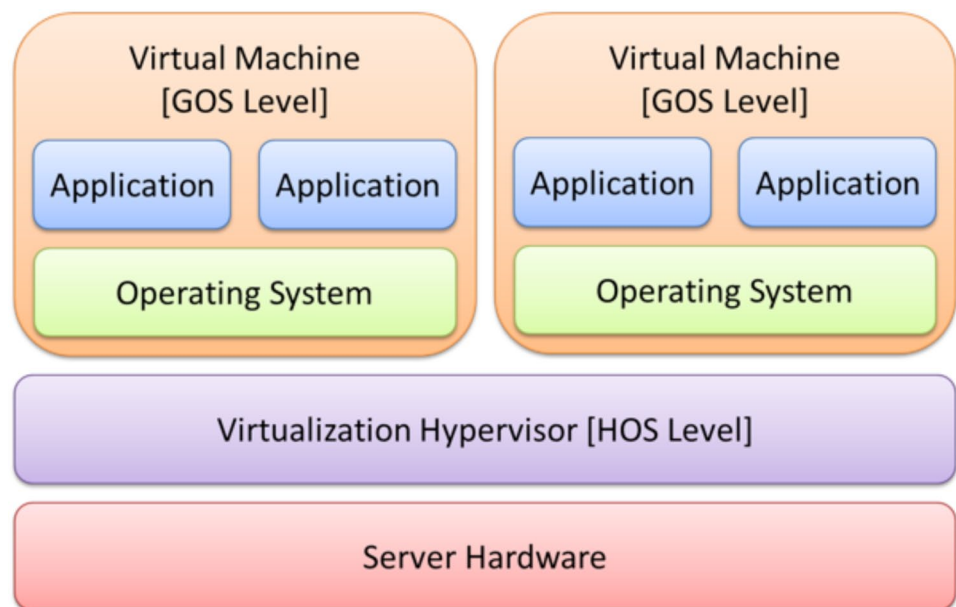 Virtual Machine
[GOS Level]
Application
Application
Operating System
Virtual Machine
[GOS Level]
Application
Application
Operating System
Virtualization Hypervisor [HOS Level]
Server Hardware